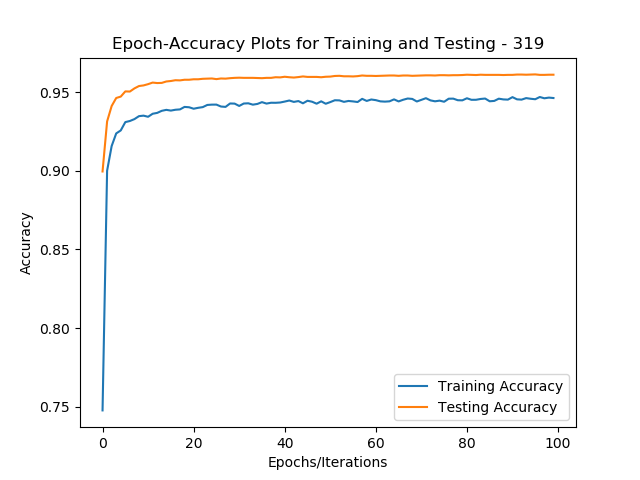 Epoch-Accuracy Plots for Training and Testing - 319
0.95
0.90
0.85
0.80
0.75
Accuracy
Training Accuracy
Testing Accuracy
0 20 40 60 80 100
Epochs/Iterations